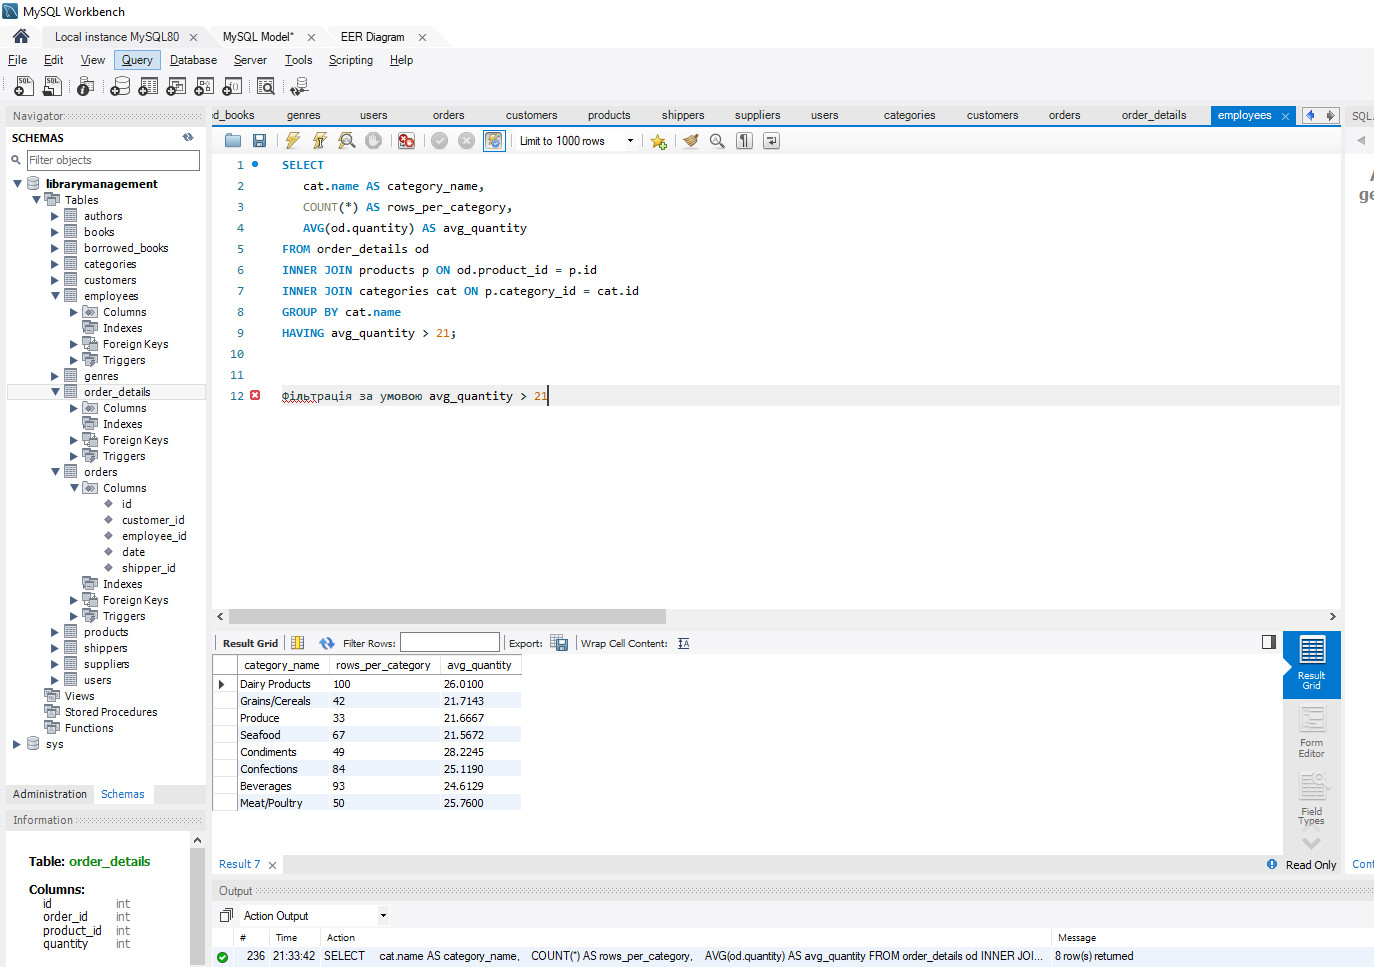 MySQL Workbench
Local instance MySQL80
MySQL Model*
EER Diagram
File Edit View Query Database Server Tools Scripting Help
Navigator
SCHEMAS
Filter objects
librarymanagement
Tables
authors
books
borrowed_books
categories
customers
employees
Columns
Indexes
Foreign Keys
Triggers
genres
order_details
Columns
Indexes
Foreign Keys
Triggers
orders
Columns
id
customer_id
employee_id
date
shipper_id
Indexes
Foreign Keys
Triggers
products
shippers
suppliers
users
Views
Stored Procedures
Functions
sys
Administration Schemas
Information
Table: order_details
Columns:
id int
order_id int
product_id int
quantity int
ed_books genres users orders customers products shippers suppliers users categories customers orders order_details employees
SQL
Limit to 1000 rows
1 SELECT
2 cat.name AS category_name,
3 COUNT(*) AS rows_per_category,
4 AVG(od.quantity) AS avg_quantity
5 FROM order_details od
6 INNER JOIN products p ON od.product_id = p.id
7 INNER JOIN categories cat ON p.category_id = cat.id
8 GROUP BY cat.name
9 HAVING avg_quantity > 21;
10
11
12 Фільтрація за умовою avg_quantity > 21
Result Grid Filter Rows: Export: Wrap Cell Content:
category_name rows_per_category avg_quantity
Dairy Products 100 26.0100
Grains/Cereals 42 21.7143
Produce 33 21.6667
Seafood 67 21.5672
Condiments 49 28.2245
Confections 84 25.1190
Beverages 93 24.6129
Meat/Poultry 50 25.7600
Result
Grid
Form
Editor
Field
Types
Result 7
Read Only
Output
Action Output
# Time Action Message
236 21:33:42 SELECT cat.name AS category_name, COUNT(*) AS rows_per_category, AVG(od.quantity) AS avg_quantity FROM order_details od INNER JOI... 8 row(s) returned